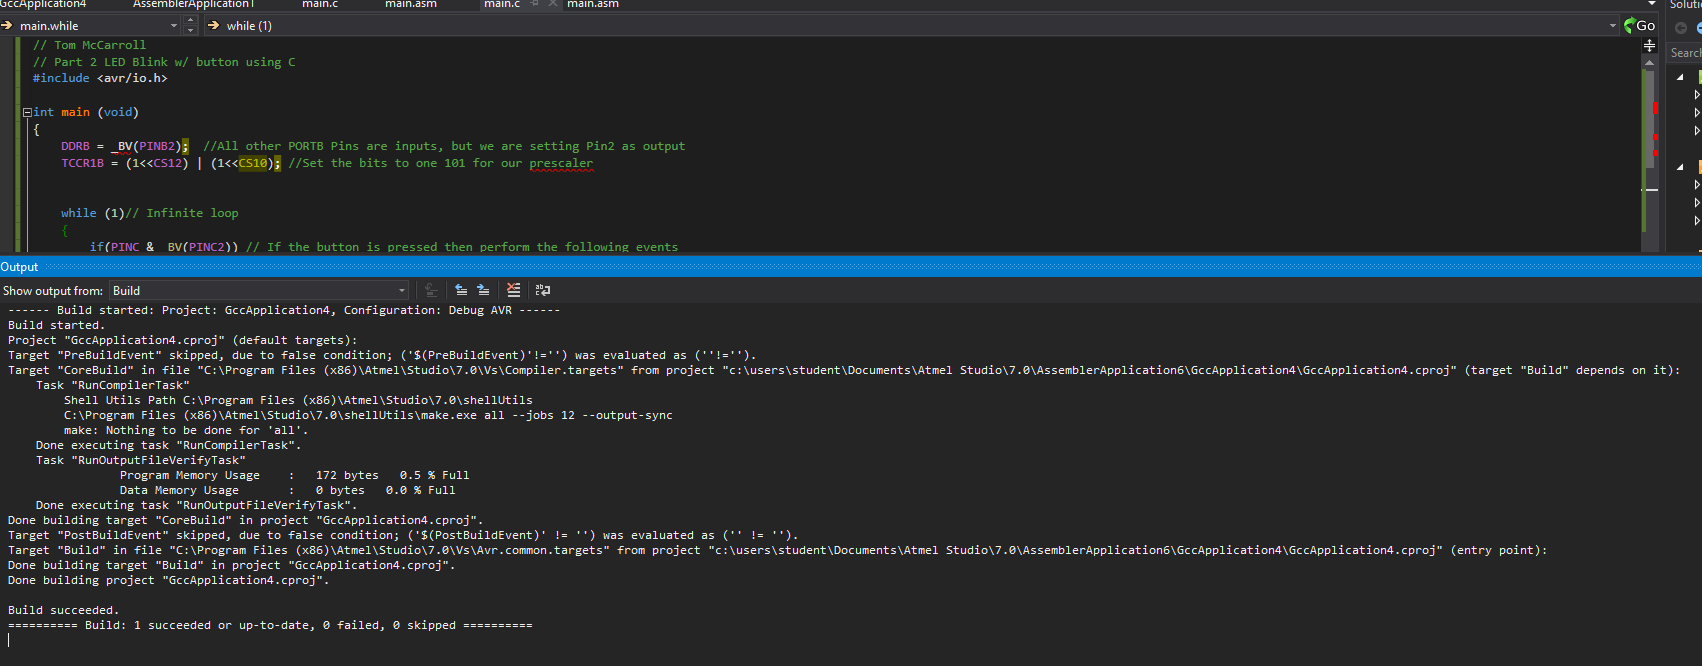 GccApplication4 AssemblerApplication1 main.c main.asm main.c main.asm Solutio
main.while while (1) Go
Searc
// Tom McCarroll
// Part 2 LED Blink w/ button using C
#include <avr/io.h>
int main (void)
{
DDRB = _BV(PINB2); //All other PORTB Pins are inputs, but we are setting Pin2 as output
TCCR1B = (1<<CS12) | (1<<CS10); //Set the bits to one 101 for our prescaler
while (1)// Infinite loop
{
if(PINC & _BV(PINC2)) // If the button is pressed then perform the following events
Output
Show output from: Build
------ Build started: Project: GccApplication4, Configuration: Debug AVR ------
Build started.
Project "GccApplication4.cproj" (default targets):
Target "PreBuildEvent" skipped, due to false condition; ('$(PreBuildEvent)'!='') was evaluated as (''!='').
Target "CoreBuild" in file "C:\Program Files (x86)\Atmel\Studio\7.0\Vs\Compiler.targets" from project "c:\users\student\Documents\Atmel Studio\7.0\AssemblerApplication6\GccApplication4\GccApplication4.cproj" (target "Build" depends on it):
Task "RunCompilerTask"
Shell Utils Path C:\Program Files (x86)\Atmel\Studio\7.0\shellUtils
C:\Program Files (x86)\Atmel\Studio\7.0\shellUtils\make.exe all --jobs 12 --output-sync
make: Nothing to be done for 'all'.
Done executing task "RunCompilerTask".
Task "RunOutputFileVerifyTask"
Program Memory Usage : 172 bytes 0.5 % Full
Data Memory Usage : 0 bytes 0.0 % Full
Done executing task "RunOutputFileVerifyTask".
Done building target "CoreBuild" in project "GccApplication4.cproj".
Target "PostBuildEvent" skipped, due to false condition; ('$(PostBuildEvent)' != '') was evaluated as ('' != '').
Target "Build" in file "C:\Program Files (x86)\Atmel\Studio\7.0\Vs\Avr.common.targets" from project "c:\users\student\Documents\Atmel Studio\7.0\AssemblerApplication6\GccApplication4\GccApplication4.cproj" (entry point):
Done building target "Build" in project "GccApplication4.cproj".
Done building project "GccApplication4.cproj".
Build succeeded.
========== Build: 1 succeeded or up-to-date, 0 failed, 0 skipped ==========